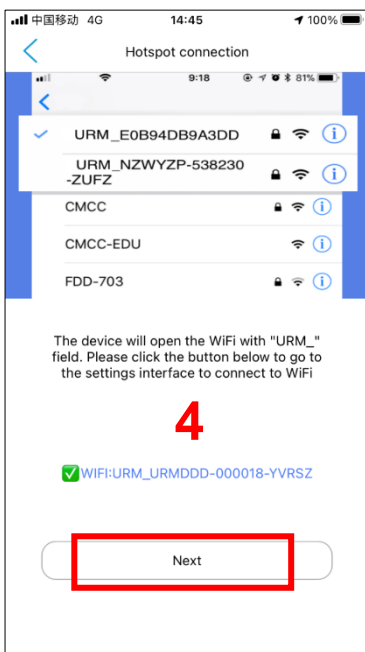 中国移动 4G 14:45 100%
Hotspot connection
9:18 81%
URM_E0B94DB9A3DD
URM_NZWYZP-538230
-ZUFZ
CMCC
CMCC-EDU
FDD-703
The device will open the WiFi with "URM_"
field. Please click the button below to go to
the settings interface to connect to WiFi
4
WIFI:URM_URMDDD-000018-YVRSZ
Next